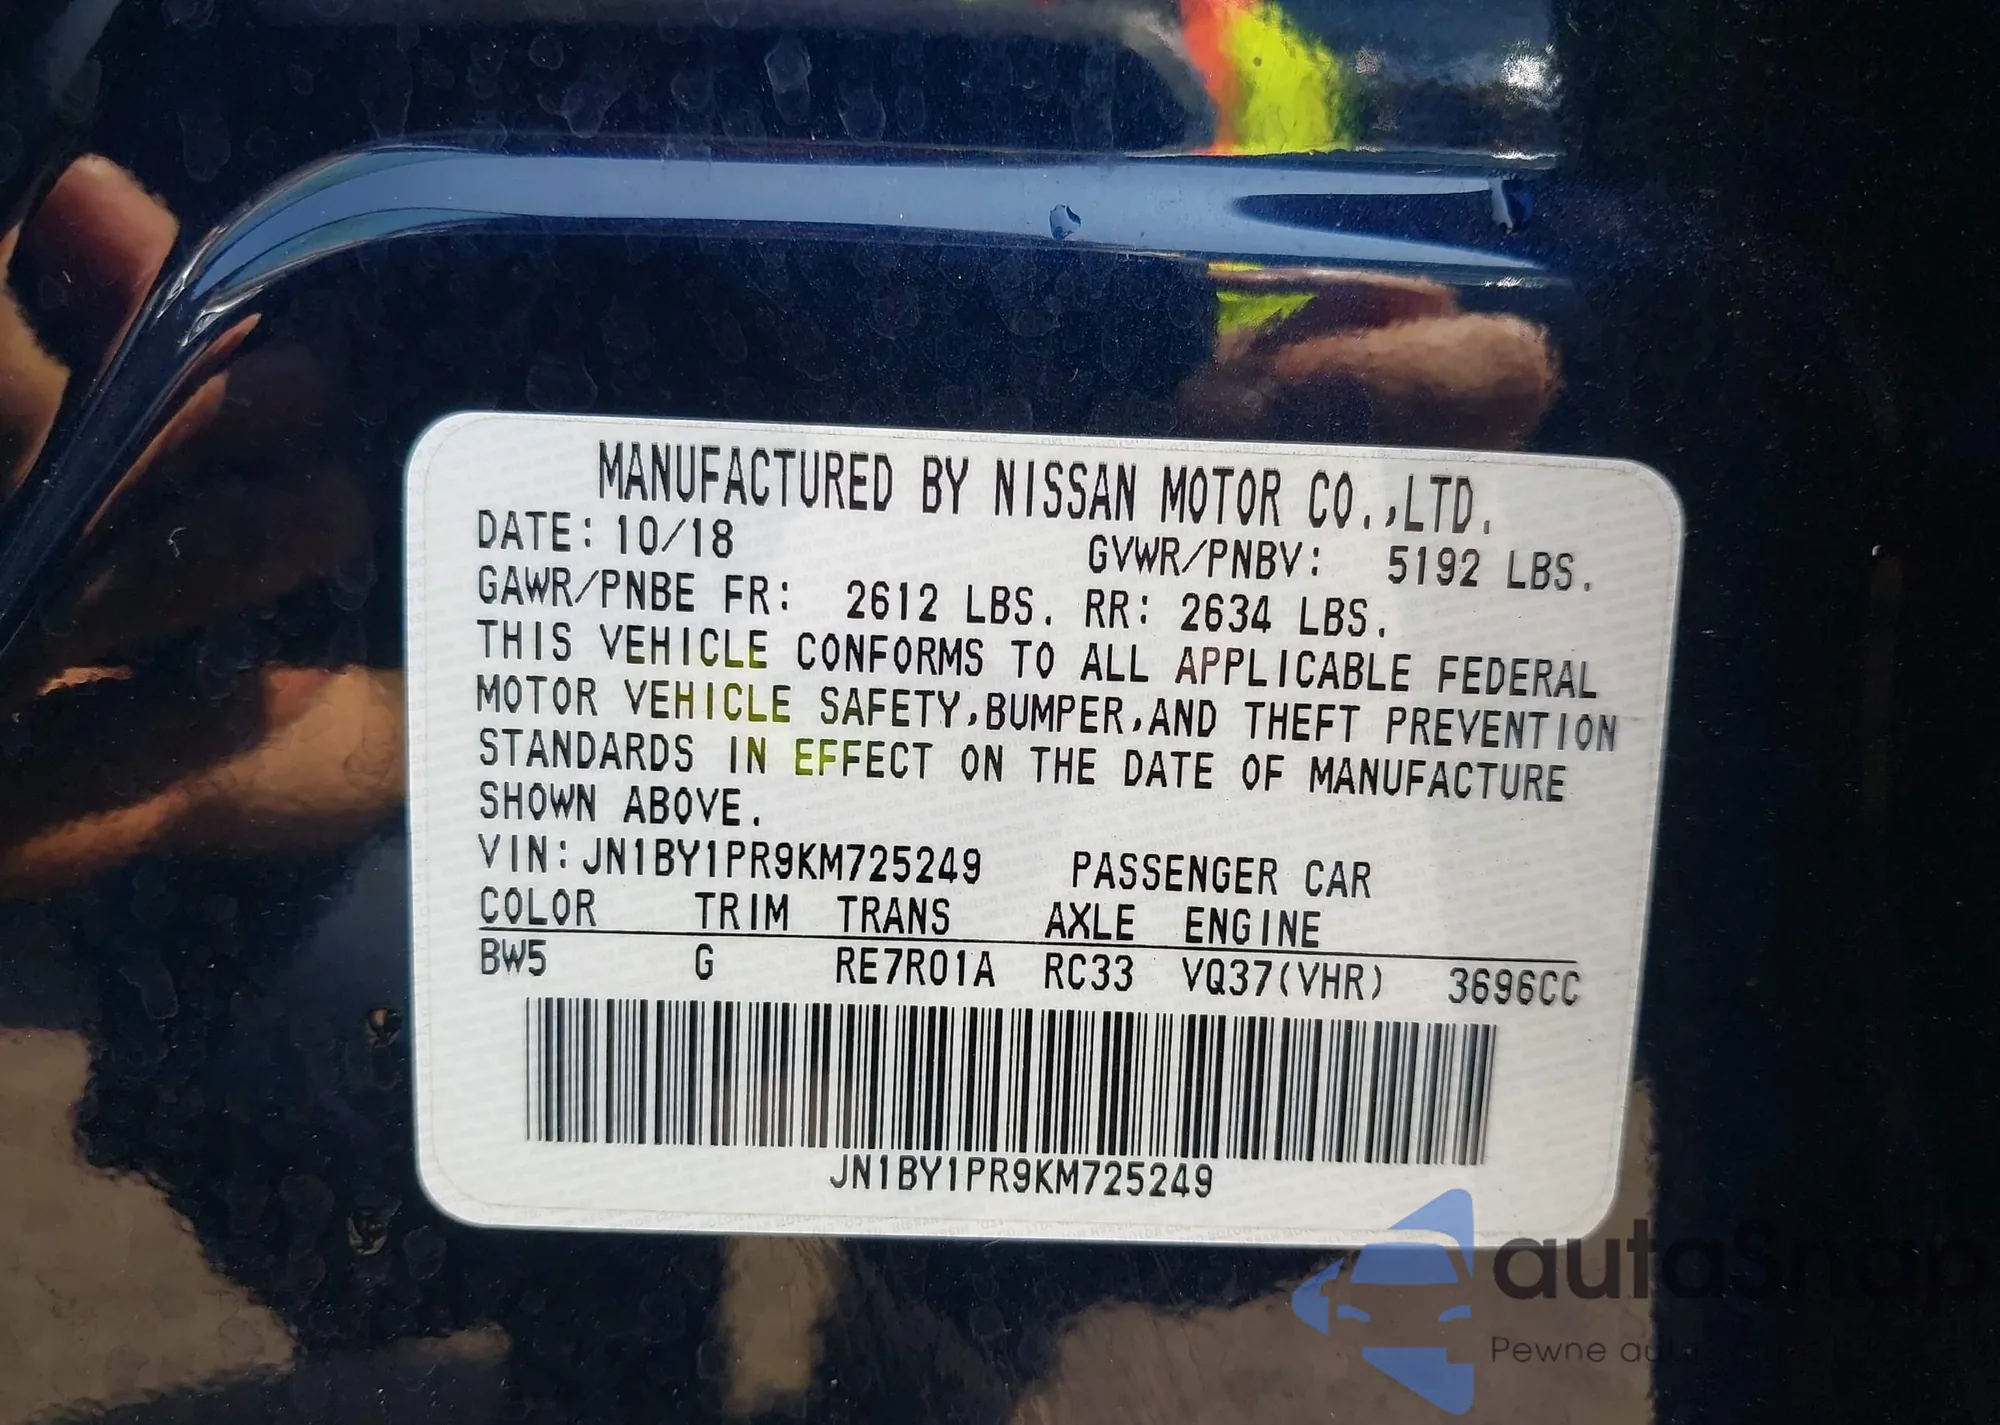 MANUFACTURED BY NISSAN MOTOR CO.,LTD.
DATE: 10/18 GVWR/PNBV: 5192 LBS.
GAWR/PNBE FR: 2612 LBS. RR: 2634 LBS.
THIS VEHICLE CONFORMS TO ALL APPLICABLE FEDERAL
MOTOR VEHICLE SAFETY,BUMPER,AND THEFT PREVENTION
STANDARDS IN EFFECT ON THE DATE OF MANUFACTURE
SHOWN ABOVE.
VIN: JN1BY1PR9KM725249 PASSENGER CAR
COLOR TRIM TRANS AXLE ENGINE
BW5 G RE7R01A RC33 VQ37(VHR) 3696CC
JN1BY1PR9KM725249
autaSnap
Pewne